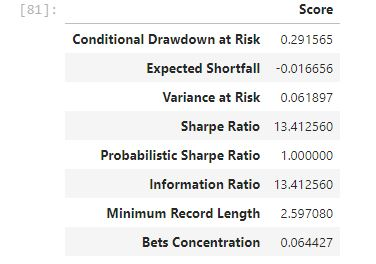 [81]:
Score
Conditional Drawdown at Risk 0.291565
Expected Shortfall -0.016656
Variance at Risk 0.061897
Sharpe Ratio 13.412560
Probabilistic Sharpe Ratio 1.000000
Information Ratio 13.412560
Minimum Record Length 2.597080
Bets Concentration 0.064427